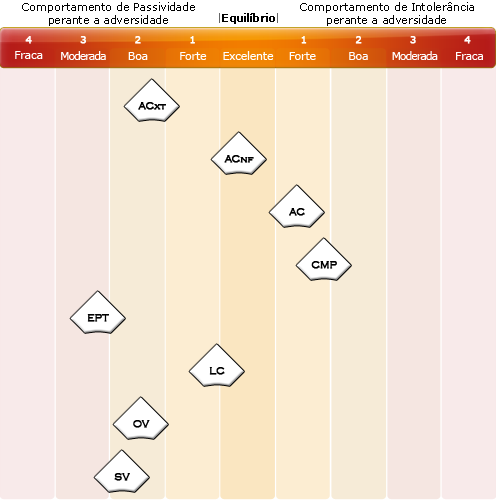 Comportamento de Passividade
perante a adversidade
|Equilíbrio|
Comportamento de Intolerância
perante a adversidade
4 3 2 1 1 2 3 4
Fraca Moderada Boa Forte Excelente Forte Boa Moderada Fraca
ACXT
ACNF
AC
CMP
EPT
LC
OV
SV